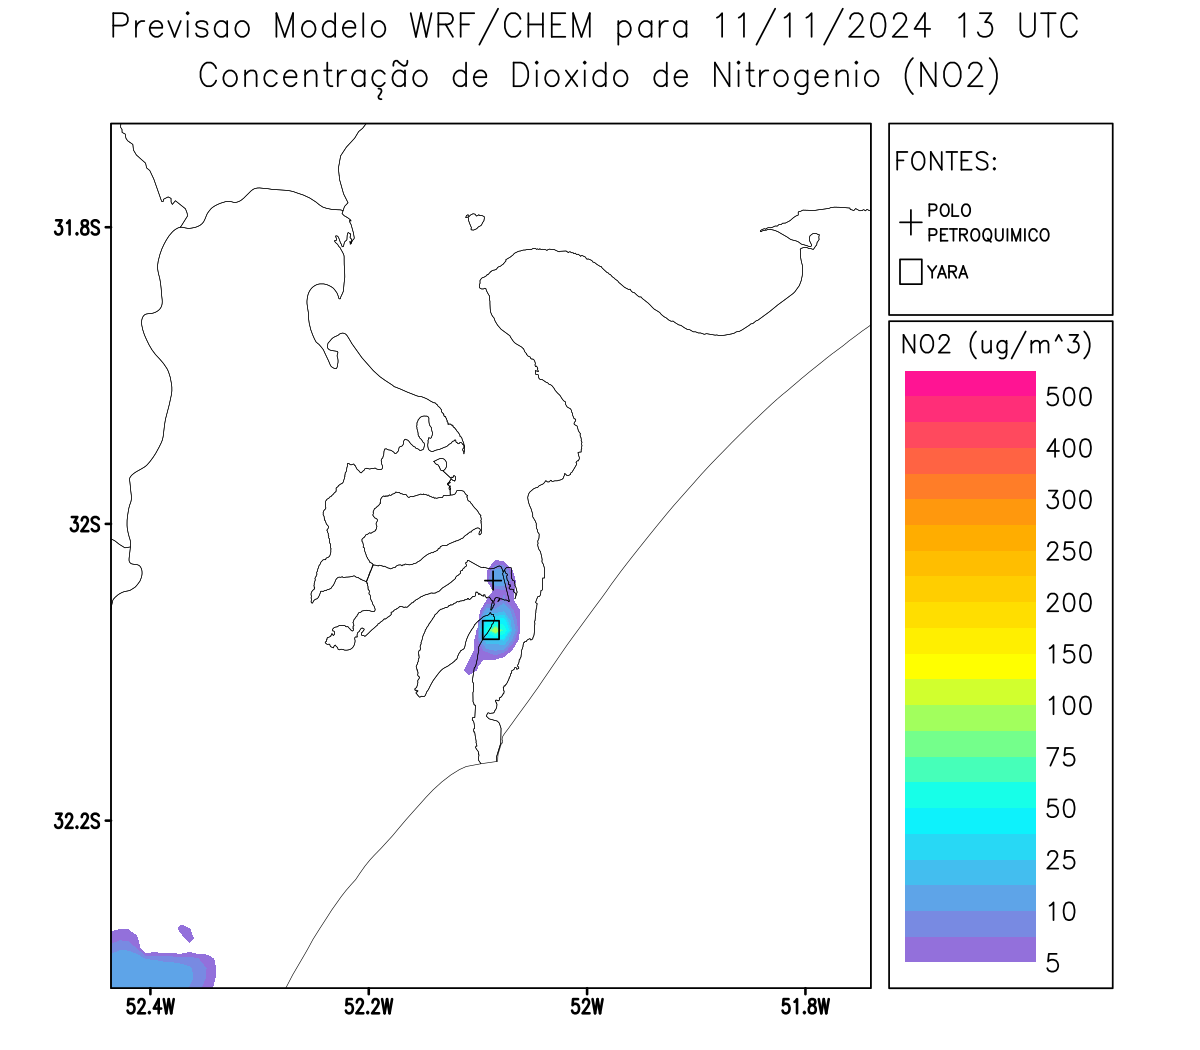 Previsao Modelo WRF/CHEM para 11/11/2024 13 UTC
Concentração de Dioxido de Nitrogenio (NO2)
FONTES:
POLO
PETROQUIMICO
YARA
NO2 (ug/m^3)
500
400
300
250
200
150
100
75
50
25
10
5
31.8S
32S
32.2S
52.4W
52.2W
52W
51.8W